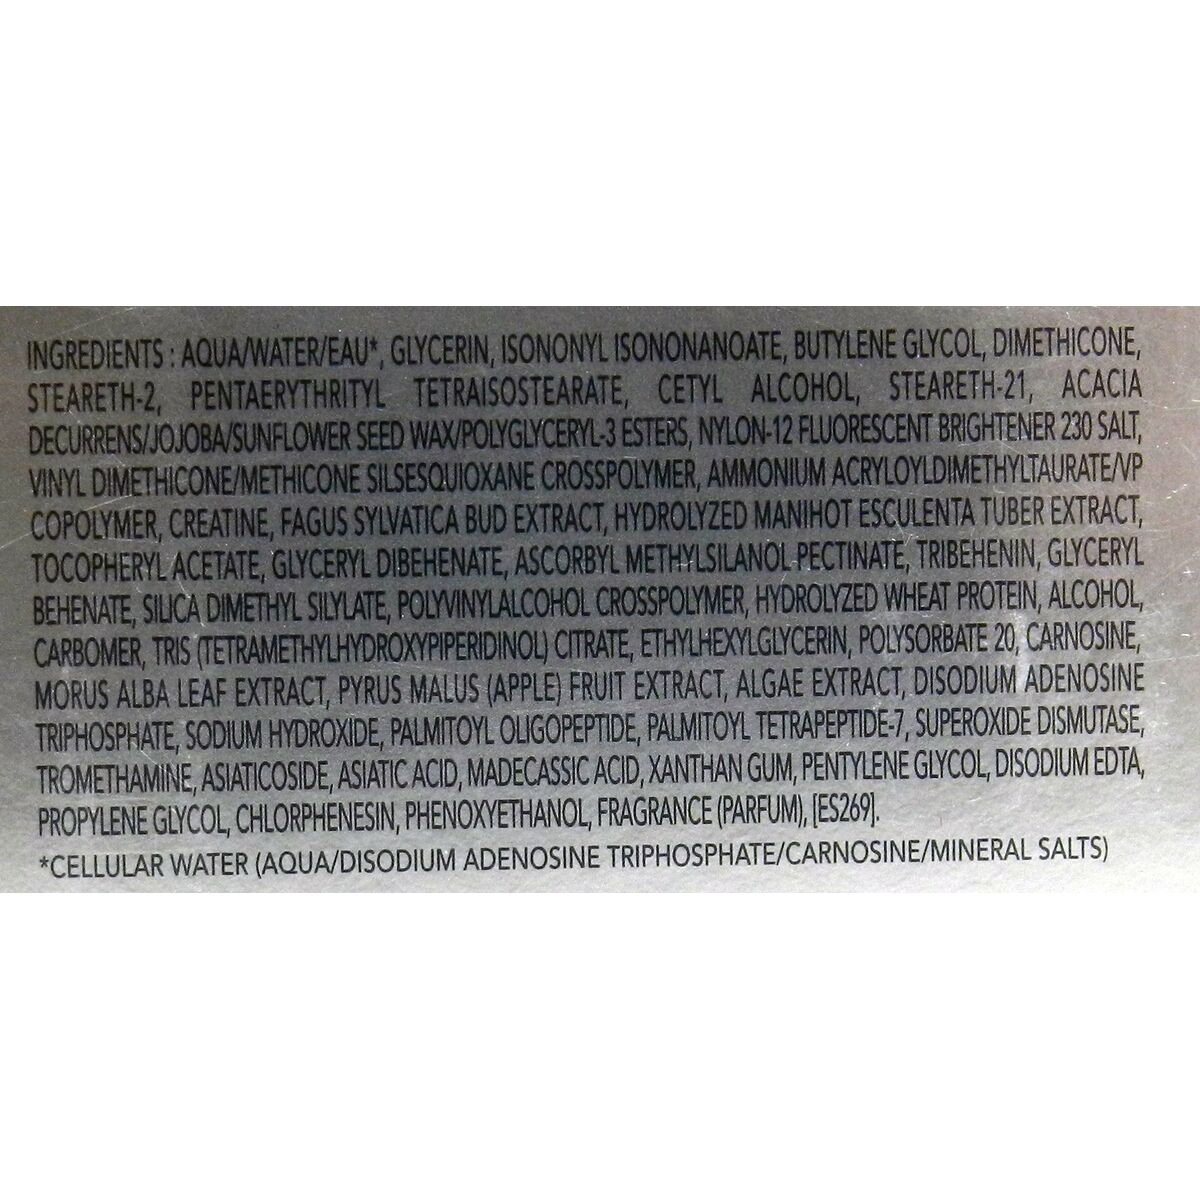 INGREDIENTS : AQUA/WATER/EAU*, GLYCERIN, ISONONYL ISONONANOATE, BUTYLENE GLYCOL, DIMETHICONE,
STEARETH-2, PENTAERYTHRITYL TETRAISOSTEARATE, CETYL ALCOHOL, STEARETH-21, ACACIA
DECURRENS/JOJOBA/SUNFLOWER SEED WAX/POLYGLYCERYL-3 ESTERS, NYLON-12 FLUORESCENT BRIGHTENER 230 SALT,
VINYL DIMETHICONE/METHICONE SILSESQUIOXANE CROSSPOLYMER, AMMONIUM ACRYLOYLDIMETHYLTAURATE/VP
COPOLYMER, CREATINE, FAGUS SYLVATICA BUD EXTRACT, HYDROLYZED MANIHOT ESCULENTA TUBER EXTRACT,
TOCOPHERYL ACETATE, GLYCERYL DIBEHENATE, ASCORBYL METHYLSILANOL PECTINATE, TRIBEHENIN, GLYCERYL
BEHENATE, SILICA DIMETHYL SILYLATE, POLYVINYLALCOHOL CROSSPOLYMER, HYDROLYZED WHEAT PROTEIN, ALCOHOL,
CARBOMER, TRIS (TETRAMETHYLHYDROXYPIPERIDINOL) CITRATE, ETHYLHEXYLGLYCERIN, POLYSORBATE 20, CARNOSINE,
MORUS ALBA LEAF EXTRACT, PYRUS MALUS (APPLE) FRUIT EXTRACT, ALGAE EXTRACT, DISODIUM ADENOSINE
TRIPHOSPHATE, SODIUM HYDROXIDE, PALMITOYL OLIGOPEPTIDE, PALMITOYL TETRAPEPTIDE-7, SUPEROXIDE DISMUTASE,
TROMETHAMINE, ASIATICOSIDE, ASIATIC ACID, MADECASSIC ACID, XANTHAN GUM, PENTYLENE GLYCOL, DISODIUM EDTA,
PROPYLENE GLYCOL, CHLORPHENESIN, PHENOXYETHANOL, FRAGRANCE (PARFUM), [ES269].
*CELLULAR WATER (AQUA/DISODIUM ADENOSINE TRIPHOSPHATE/CARNOSINE/MINERAL SALTS)